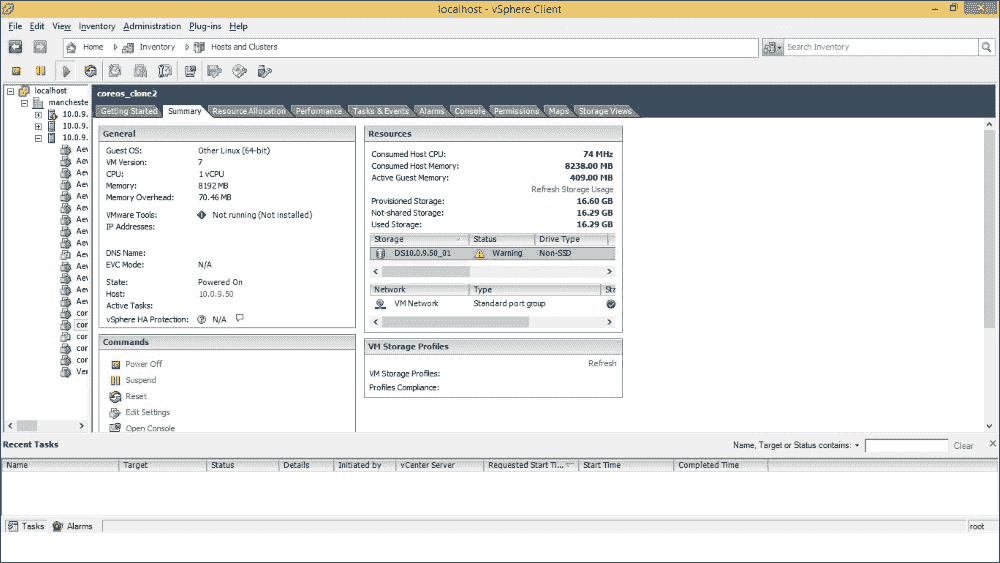 localhost - vSphere Client
File Edit View Inventory Administration Plug-ins Help
Home Inventory Hosts and Clusters Search Inventory
localhost
manchester
10.0.9.
10.0.9.
10.0.9.
Aev
Aev
Aev
Aev
Aev
Aev
Aev
Aev
Aev
Aev
Aev
Aev
Aev
Aev
cor
cor
cor
cor
cor
Ver
coreos_clone2
Getting Started Summary Resource Allocation Performance Tasks & Events Alarms Console Permissions Maps Storage Views
General
Guest OS: Other Linux (64-bit)
VM Version: 7
CPU: 1 vCPU
Memory: 8192 MB
Memory Overhead: 70.46 MB
VMware Tools: Not running (Not installed)
IP Addresses:
DNS Name:
EVC Mode: N/A
State: Powered On
Host: 10.0.9.50
Active Tasks:
vSphere HA Protection: N/A
Commands
Power Off
Suspend
Reset
Edit Settings
Open Console
Resources
Consumed Host CPU: 74 MHz
Consumed Host Memory: 8238.00 MB
Active Guest Memory: 409.00 MB
Refresh Storage Usage
Provisioned Storage: 16.60 GB
Not-shared Storage: 16.29 GB
Used Storage: 16.29 GB
Storage Status Drive Type
DS10.0.9.50_01 Warning Non-SSD
Network Type Sta
VM Network Standard port group
VM Storage Profiles
Refresh
VM Storage Profiles:
Profiles Compliance:
Recent Tasks Name, Target or Status contains: Clear
Name Target Status Details Initiated by vCenter Server Requested Start Ti... Start Time Completed Time
Tasks Alarms root